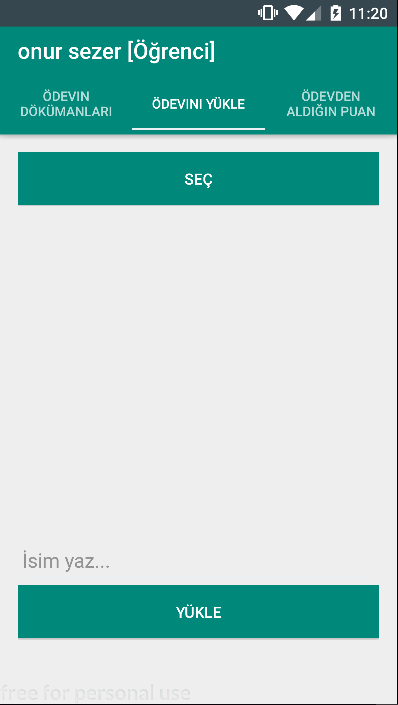 11:20
onur sezer [Öğrenci]
ÖDEVIN
DÖKÜMANLARI
ÖDEVINI YÜKLE
ÖDEVDEN
ALDIĞIN PUAN
SEÇ
İsim yaz...
YÜKLE
free for personal use